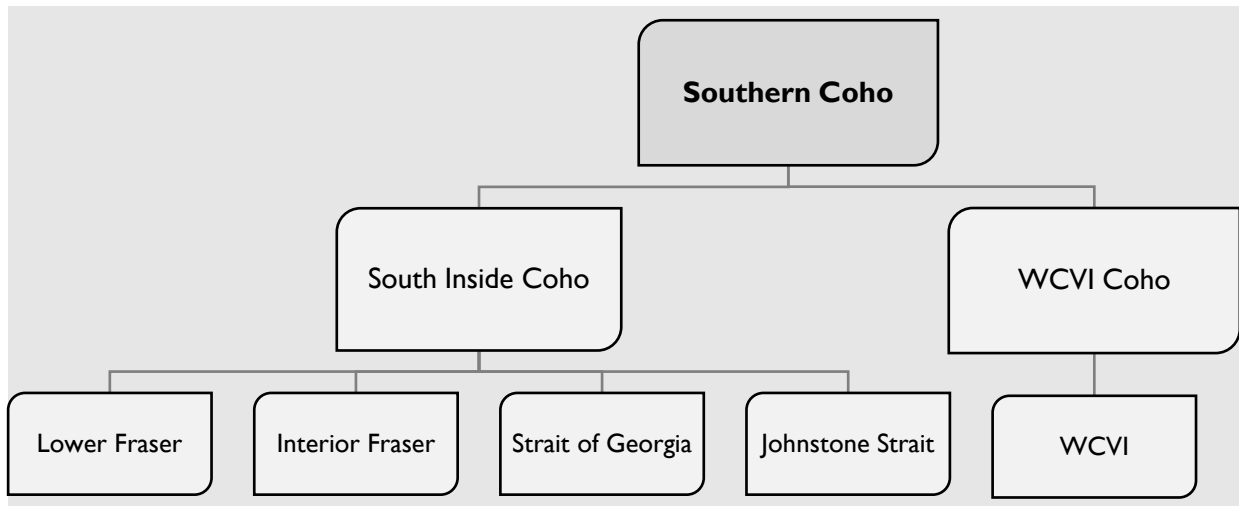 Southern Coho
South Inside Coho
WCVI Coho
Lower Fraser
Interior Fraser
Strait of Georgia
Johnstone Strait
WCVI